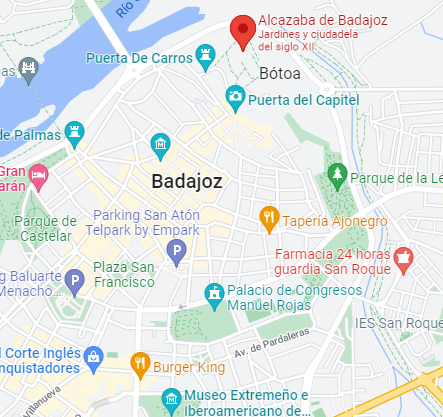 Río
Alcazaba de Badajoz
Jardines y ciudadela
del siglo XII
Puerta De Carros
Bótoa
as
Puerta del Capitel
de Palmas
Gran
arán
Badajoz
Parque de la Le
Parque de
Castelar
Parking San Atón
Telpark by Empark
Tapería Ajonegro
Farmacia 24 horas
guardia San Roque
Plaza San
Francisco
g Baluarte
Menacho...
Palacio de Congresos
Manuel Rojas
IES San Roque
Av. de Pardaleras
l Corte Inglés
nquistadores
Burger King
Villanueva
Museo Extremeño e
Iberoamericano de...